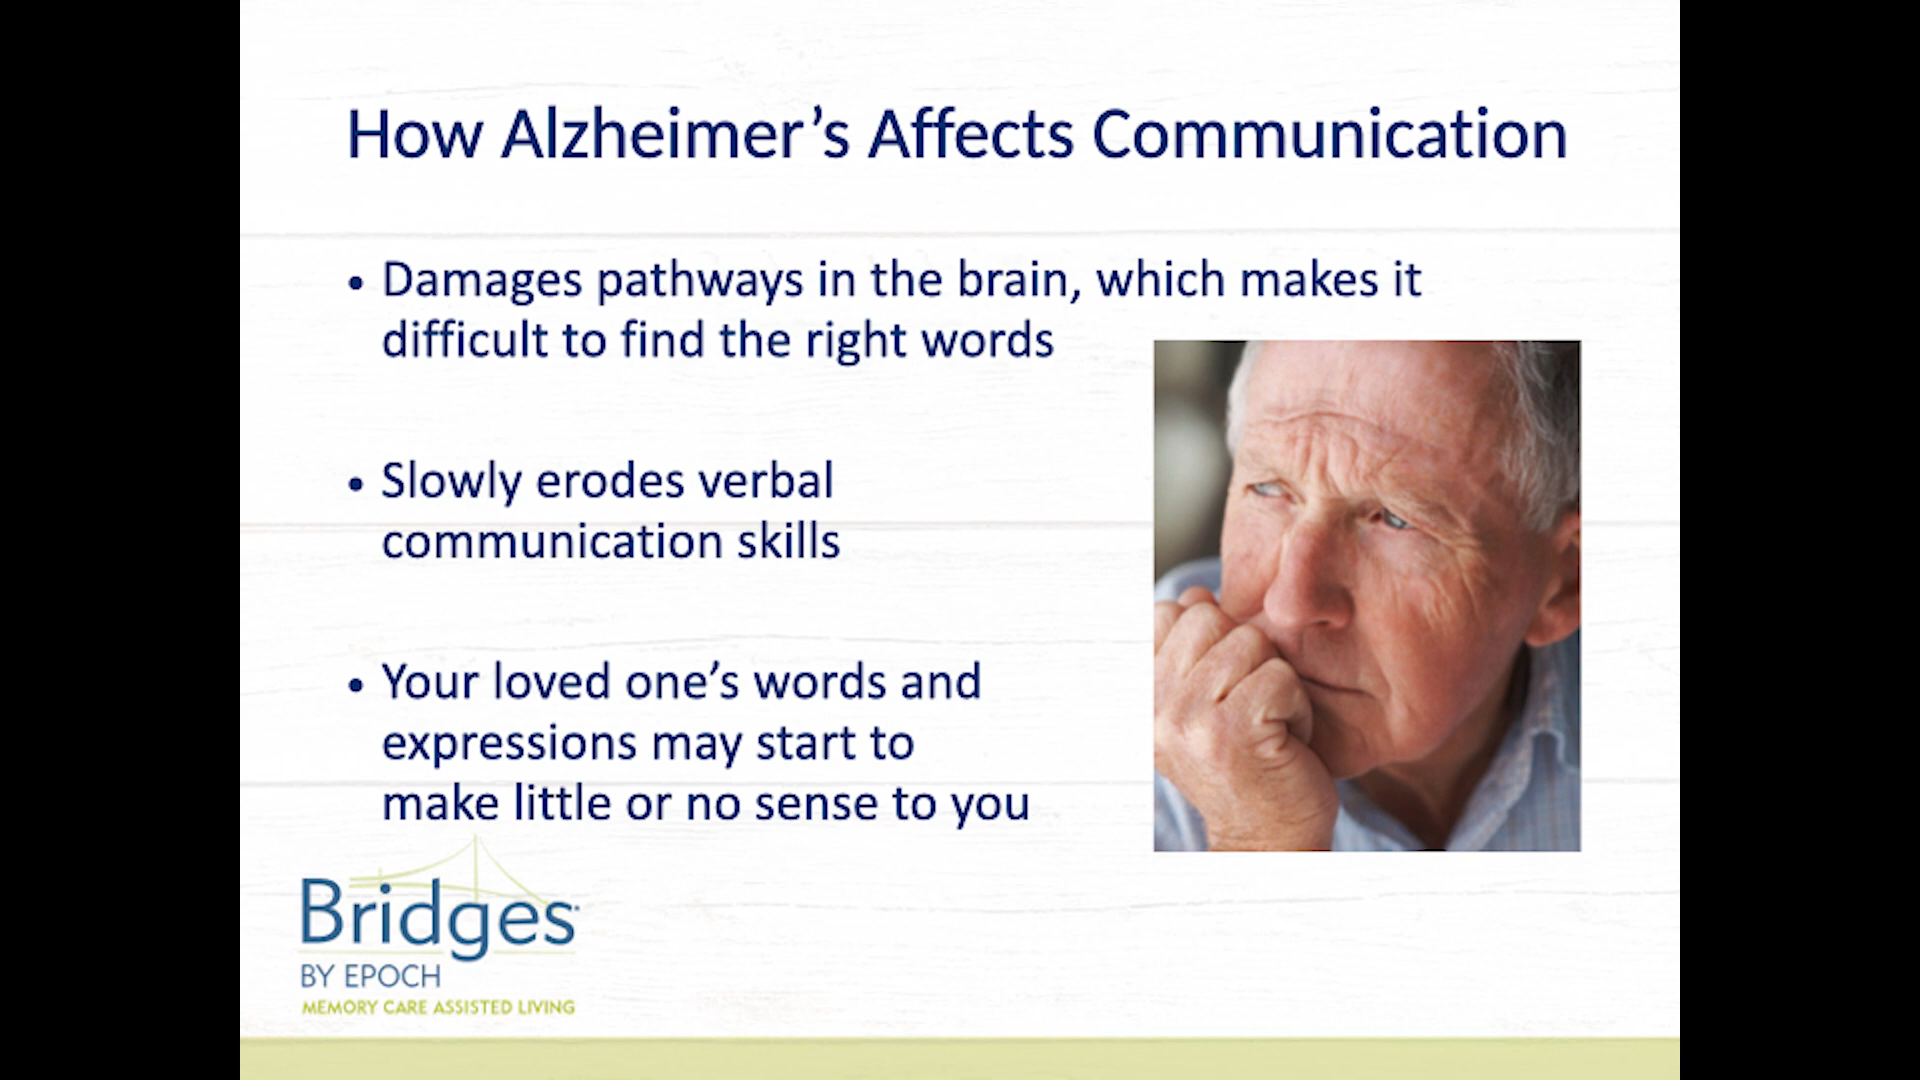 How Alzheimer’s Affects Communication
• Damages pathways in the brain, which makes it
difficult to find the right words
• Slowly erodes verbal
communication skills
• Your loved one’s words and
expressions may start to
make little or no sense to you
Bridges
BY EPOCH
MEMORY CARE ASSISTED LIVING